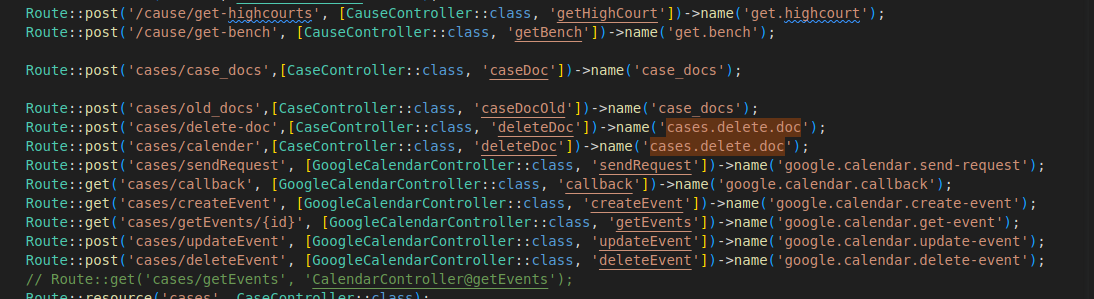 Route::post('/cause/get-highcourts', [CauseController::class, 'getHighCourt'])->name('get.highcourt');
Route::post('/cause/get-bench', [CauseController::class, 'getBench'])->name('get.bench');
Route::post('cases/case_docs',[CaseController::class, 'caseDoc'])->name('case_docs');
Route::post('cases/old_docs',[CaseController::class, 'caseDocOld'])->name('case_docs');
Route::post('cases/delete-doc',[CaseController::class, 'deleteDoc'])->name('cases.delete.doc');
Route::post('cases/calender',[CaseController::class, 'deleteDoc'])->name('cases.delete.doc');
Route::post('cases/sendRequest', [GoogleCalendarController::class, 'sendRequest'])->name('google.calendar.send-request');
Route::get('cases/callback', [GoogleCalendarController::class, 'callback'])->name('google.calendar.callback');
Route::get('cases/createEvent', [GoogleCalendarController::class, 'createEvent'])->name('google.calendar.create-event');
Route::get('cases/getEvents/{id}', [GoogleCalendarController::class, 'getEvents'])->name('google.calendar.get-event');
Route::post('cases/updateEvent', [GoogleCalendarController::class, 'updateEvent'])->name('google.calendar.update-event');
Route::post('cases/deleteEvent', [GoogleCalendarController::class, 'deleteEvent'])->name('google.calendar.delete-event');
// Route::get('cases/getEvents', 'CalendarController@getEvents');
Route::resource('cases', CaseController::class);